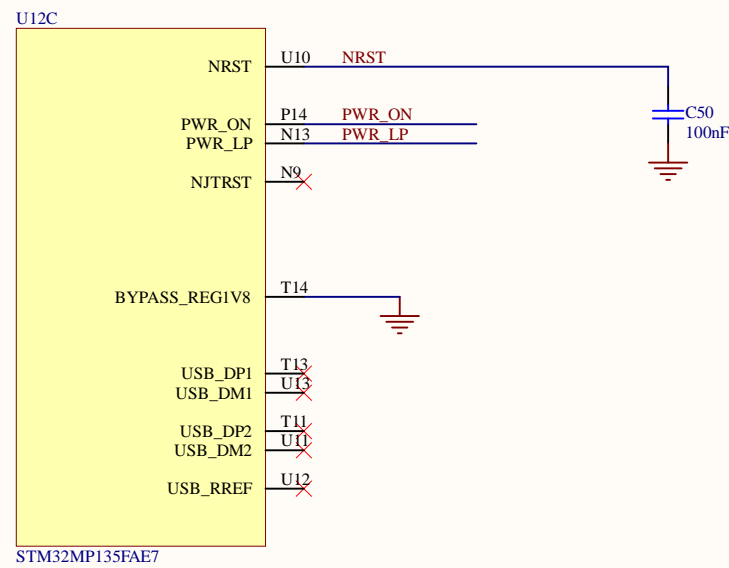 U12C
NRST U10 NRST
C50
100nF
PWR_ON P14 PWR_ON
PWR_LP N13 PWR_LP
NJTRST N9
BYPASS_REG1V8 T14
USB_DP1 T13
USB_DM1 U13
USB_DP2 T11
USB_DM2 U11
USB_RREF U12
STM32MP135FAE7